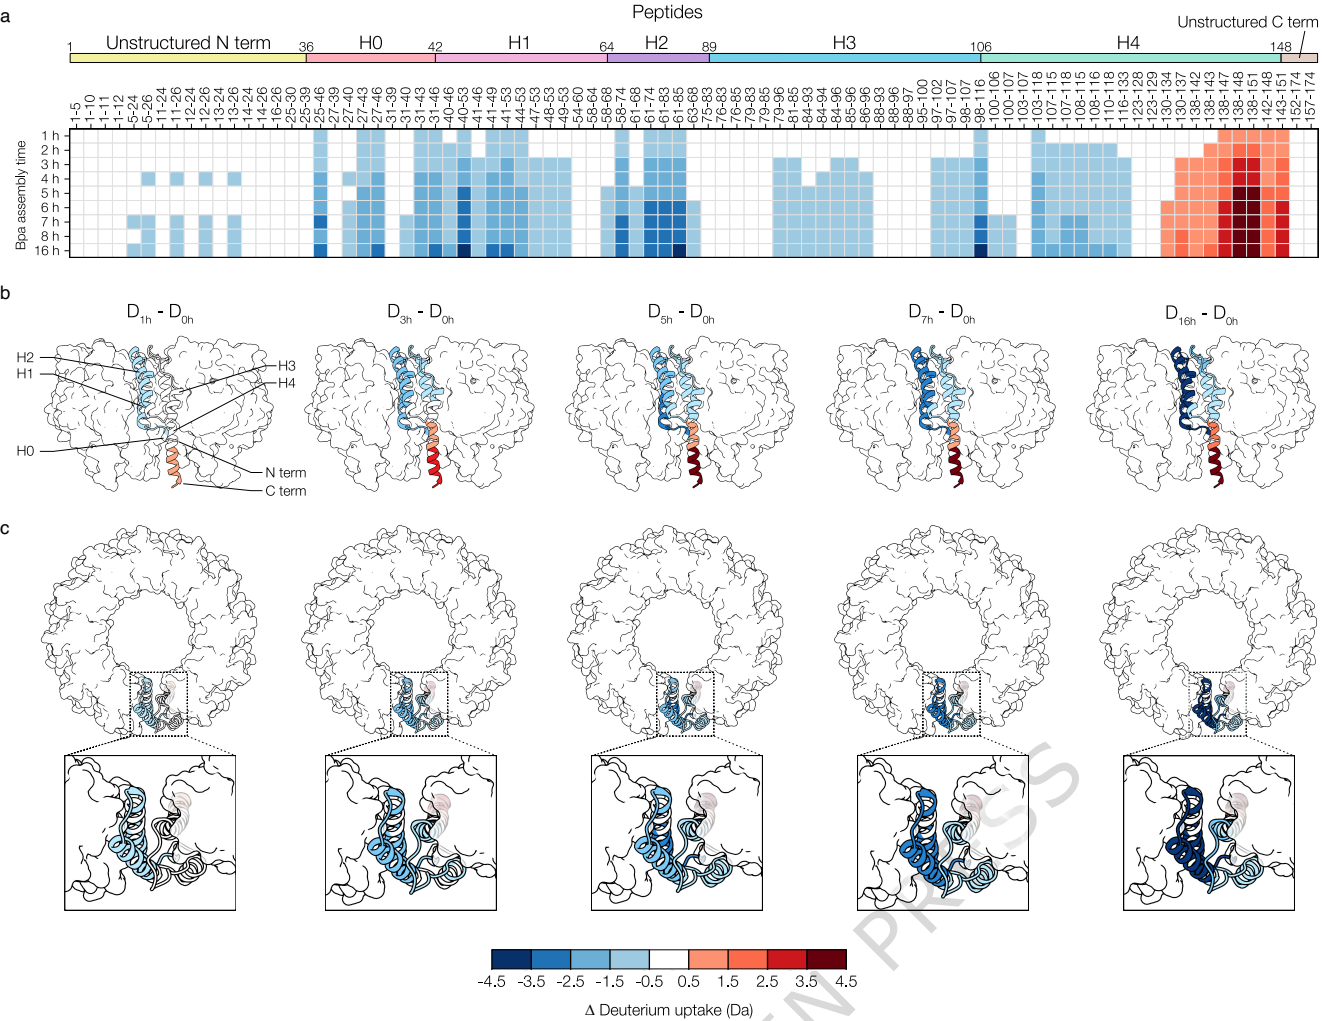 a
Peptides
Unstructured C term
1 Unstructured N term 36 H0 42 H1 64 H2 89 H3 106 H4 148
1-5
1-10
1-11
1-12
5-24
5-26
11-24
11-26
12-24
12-26
13-24
13-26
14-24
14-26
16-26
25-30
25-39
25-46
27-39
27-40
27-43
27-46
31-39
31-40
31-43
31-46
40-46
40-53
41-46
41-49
41-53
44-53
47-53
48-53
49-53
54-60
58-64
58-68
58-74
61-68
61-74
61-83
61-85
63-68
75-83
76-83
76-85
79-83
79-85
79-96
81-85
84-93
84-94
84-96
85-96
86-96
88-93
88-96
88-97
95-100
97-102
97-107
98-107
98-116
100-106
100-107
103-107
103-118
107-115
107-118
108-115
108-116
110-118
116-133
123-128
123-129
130-134
130-137
138-142
138-143
138-147
138-148
138-151
142-148
143-151
152-174
157-174
Bpa assembly time
1 h
2 h
3 h
4 h
5 h
6 h
7 h
8 h
16 h
b
D1h - D0h
D3h - D0h
D5h - D0h
D7h - D0h
D16h - D0h
H2
H1
H0
H3
H4
N term
C term
c
-4.5 -3.5 -2.5 -1.5 -0.5 0.5 1.5 2.5 3.5 4.5
Δ Deuterium uptake (Da)